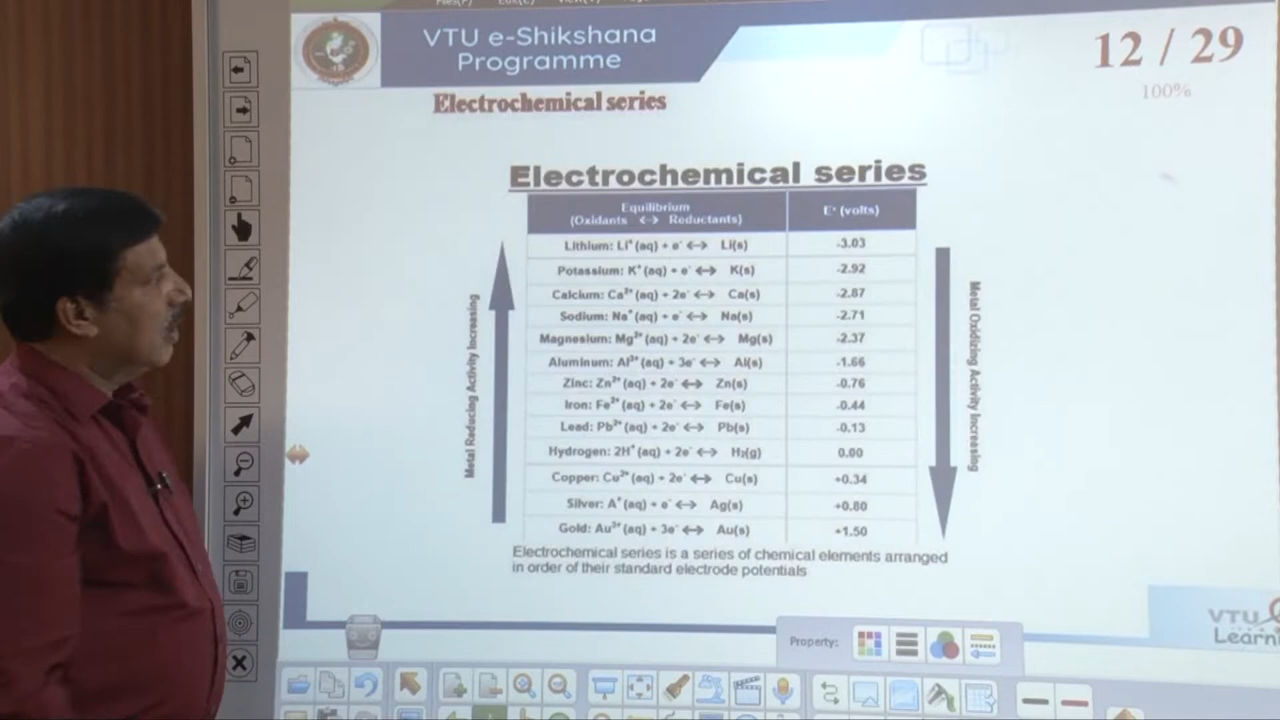 VTU e-Shikshana
Programme
12 / 29
100%
Electrochemical series
Electrochemical series
Equilibrium
(Oxidants <-> Reductants)
E° (volts)
Lithium: Li⁺ (aq) + e⁻ <-> Li(s)
-3.03
Potassium: K⁺ (aq) + e⁻ <-> K(s)
-2.92
Calcium: Ca²⁺ (aq) + 2e⁻ <-> Ca(s)
-2.87
Sodium: Na⁺ (aq) + e⁻ <-> Na(s)
-2.71
Magnesium: Mg²⁺ (aq) + 2e⁻ <-> Mg(s)
-2.37
Aluminum: Al³⁺ (aq) + 3e⁻ <-> Al(s)
-1.66
Zinc: Zn²⁺ (aq) + 2e⁻ <-> Zn(s)
-0.76
Iron: Fe²⁺ (aq) + 2e⁻ <-> Fe(s)
-0.44
Lead: Pb²⁺ (aq) + 2e⁻ <-> Pb(s)
-0.13
Hydrogen: 2H⁺ (aq) + 2e⁻ <-> H₂(g)
0.00
Copper: Cu²⁺ (aq) + 2e⁻ <-> Cu(s)
+0.34
Silver: A⁺ (aq) + e⁻ <-> Ag(s)
+0.80
Gold: Au³⁺ (aq) + 3e⁻ <-> Au(s)
+1.50
Metal Reducing Activity Increasing
Metal Oxidizing Activity Increasing
Electrochemical series is a series of chemical elements arranged
in order of their standard electrode potentials
VTU
Learn
Property: